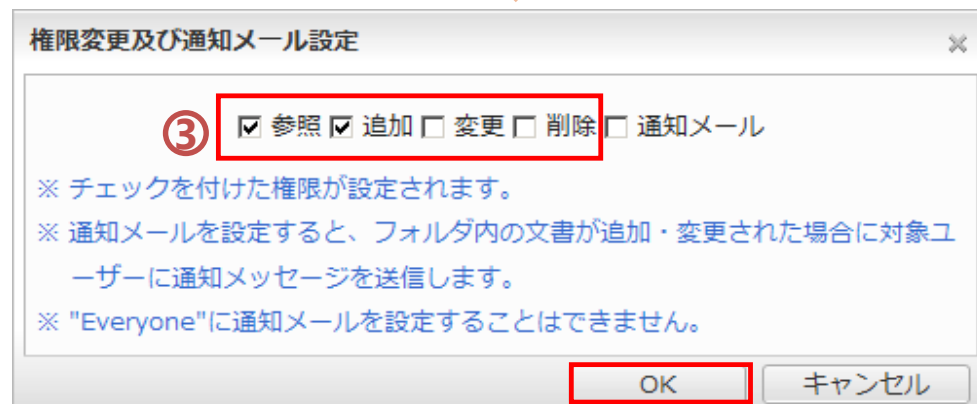 権限変更及び通知メール設定
③ 参照 追加 変更 削除 通知メール
※ チェックを付けた権限が設定されます。
※ 通知メールを設定すると、フォルダ内の文書が追加・変更された場合に対象ユ
ーザーに通知メッセージを送信します。
※ "Everyone"に通知メールを設定することはできません。
OK キャンセル